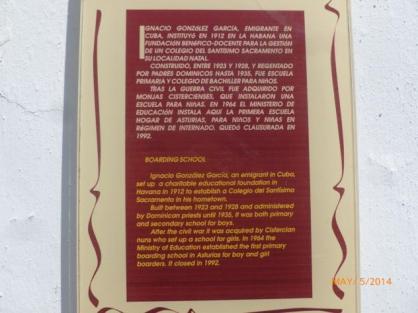 IGNACIO GONZáLEZ GARCÍA, EMIGRANTE EN
CUBA, INSTITUYÓ EN 1912 EN LA HABANA UNA
FUNDACIÓN BENéFICO-DOCENTE PARA LA GESTIÓN
DE UN COLEGIO DEL SANTÍSIMO SACRAMENTO EN
SU LOCALIDAD NATAL.
CONSTRUIDO, ENTRE 1923 Y 1928, Y REGENTADO
POR PADRES DOMINICOS HASTA 1935, FUE ESCUELA
PRIMARIA Y COLEGIO DE BACHILLER PARA NIÑOS.
TRAS LA GUERRA CIVIL FUE ADQUIRIDO POR
MONJAS CISTERCIENSES, QUE INSTALARON UNA
ESCUELA PARA NIÑAS. EN 1964 EL MINISTERIO DE
EDUCACIÓN INSTALA AQUÍ LA PRIMERA ESCUELA
HOGAR DE ASTURIAS, PARA NIÑOS Y NIÑAS EN
RéGIMEN DE INTERNADO. QUEDÓ CLAUSURADA EN
1992.
BOARDING SCHOOL
Ignacio González García, an emigrant in Cuba,
set up a charitable educational foundation in
Havana in 1912 to establish a Colegio del Santísimo
Sacramento in his hometown.
Built between 1923 and 1928 and administered
by Dominican priests until 1935, it was both primary
and secondary school for boys.
After the civil war it was acquired by Cistercian
nuns who set up a school for girls. In 1964 the
Ministry of Education established the first primary
boarding school in Asturias for boy and girl
boarders. It closed in 1992.
MAY/ 5/2014